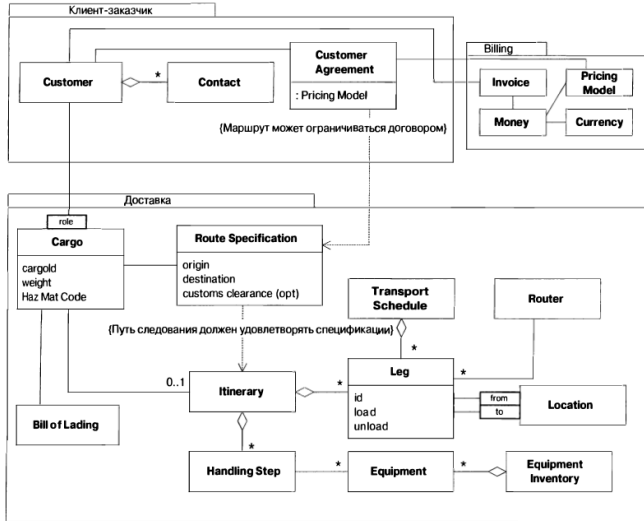 Клиент-заказчик
Customer
*
Contact
Customer
Agreement
: Pricing Model
Billing
Invoice
Pricing
Model
Money
Currency
{Маршрут может ограничиваться договором}
Доставка
role
Cargo
cargoId
weight
Haz Mat Code
Route Specification
origin
destination
customs clearance (opt)
Transport
Schedule
Router
{Путь следования должен удовлетворять спецификации}
*
*
0..1
Itinerary
*
Leg
id
load
unload
from
to
Location
Bill of Lading
*
Handling Step
*
Equipment
*
Equipment
Inventory